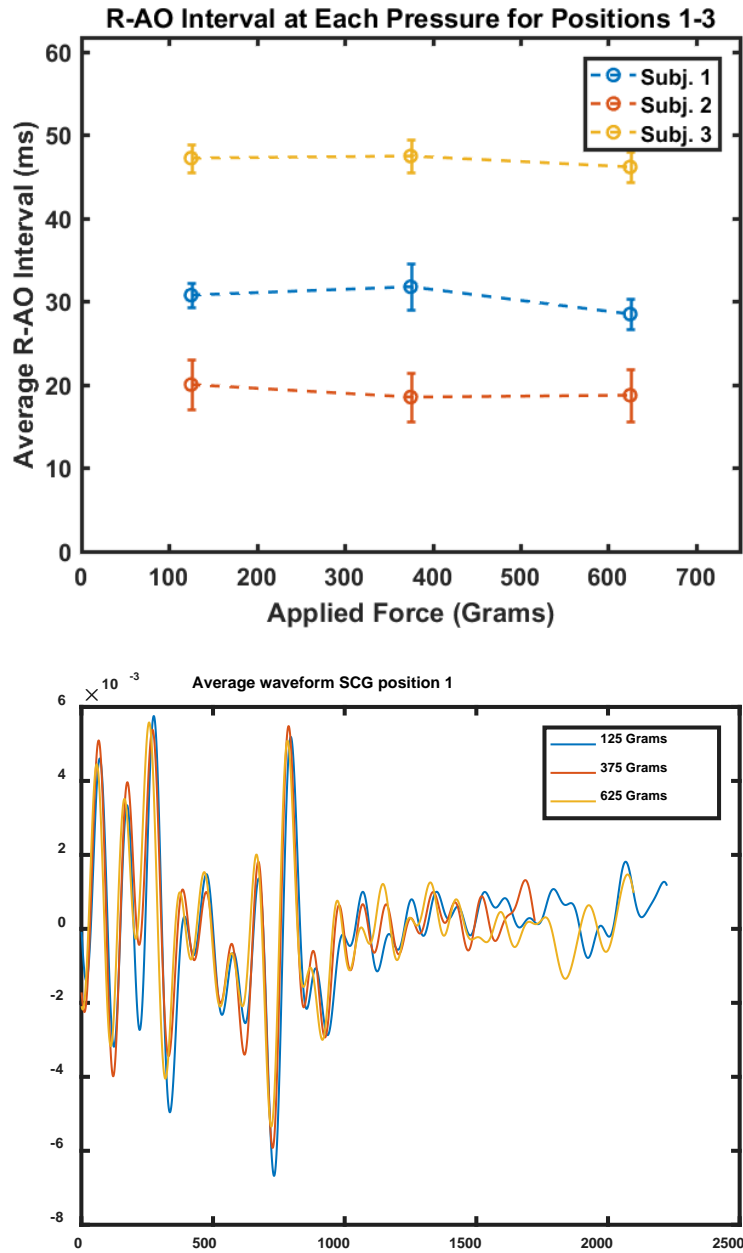 R-AO Interval at Each Pressure for Positions 1-3
60
50
40
30
20
10
0
Average R-AO Interval (ms)
Subj. 1
Subj. 2
Subj. 3
0 100 200 300 400 500 600 700
Applied Force (Grams)
× 10 -3
Average waveform SCG position 1
6
4
2
0
-2
-4
-6
-8
125 Grams
375 Grams
625 Grams
0 500 1000 1500 2000 2500